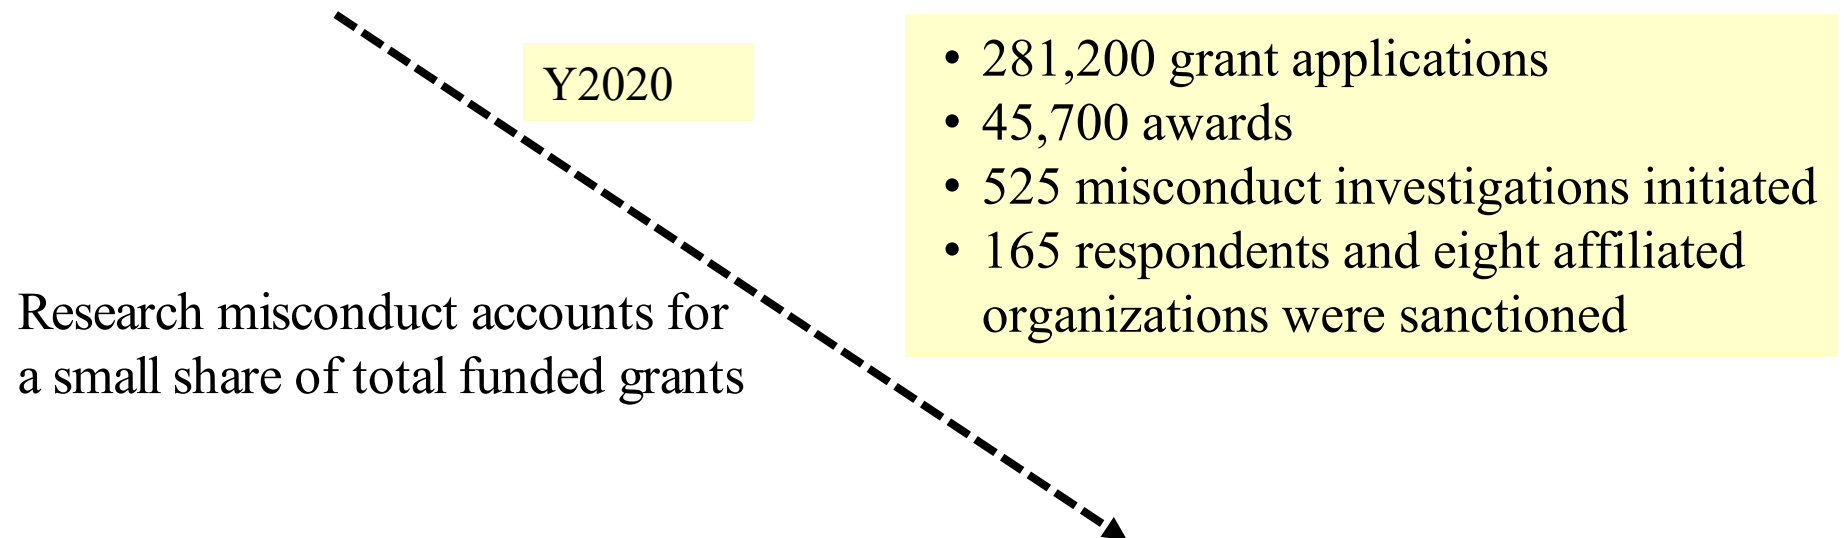 Y2020
• 281,200 grant applications
• 45,700 awards
• 525 misconduct investigations initiated
• 165 respondents and eight affiliated
organizations were sanctioned
Research misconduct accounts for
a small share of total funded grants